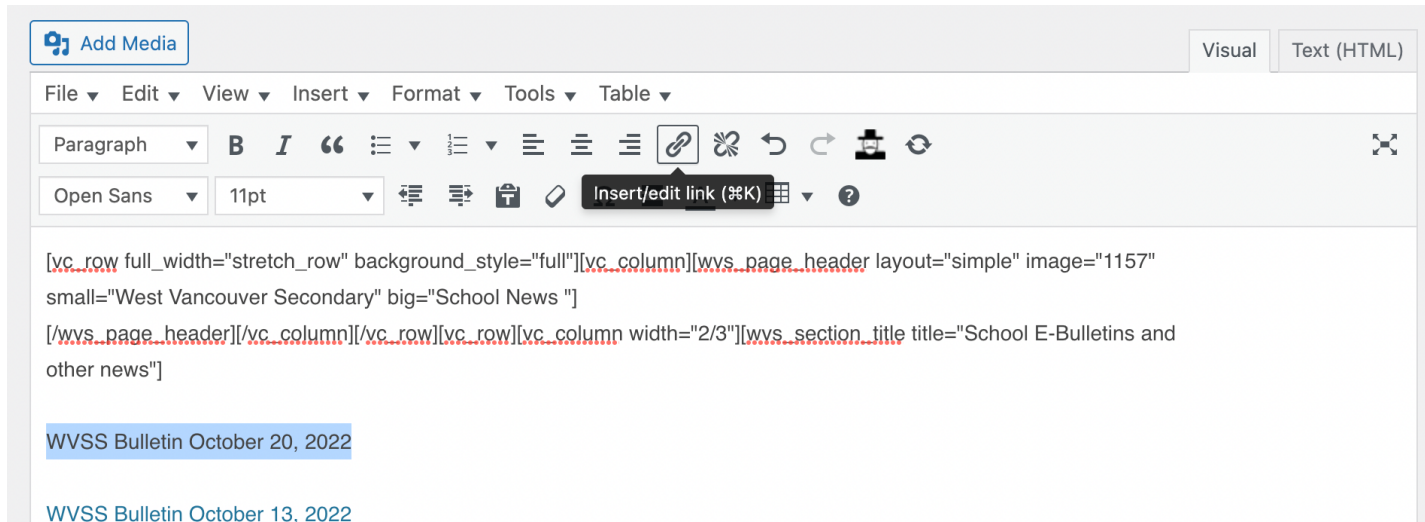 Add Media
Visual Text (HTML)
File Edit View Insert Format Tools Table
Paragraph B I
Open Sans 11pt Insert/edit link (⌘K)
[vc_row full_width="stretch_row" background_style="full"][vc_column][wvs_page_header layout="simple" image="1157"
small="West Vancouver Secondary" big="School News "]
[/wvs_page_header][/vc_column][/vc_row][vc_row][vc_column width="2/3"][wvs_section_title title="School E-Bulletins and
other news"]
WVSS Bulletin October 20, 2022
WVSS Bulletin October 13, 2022